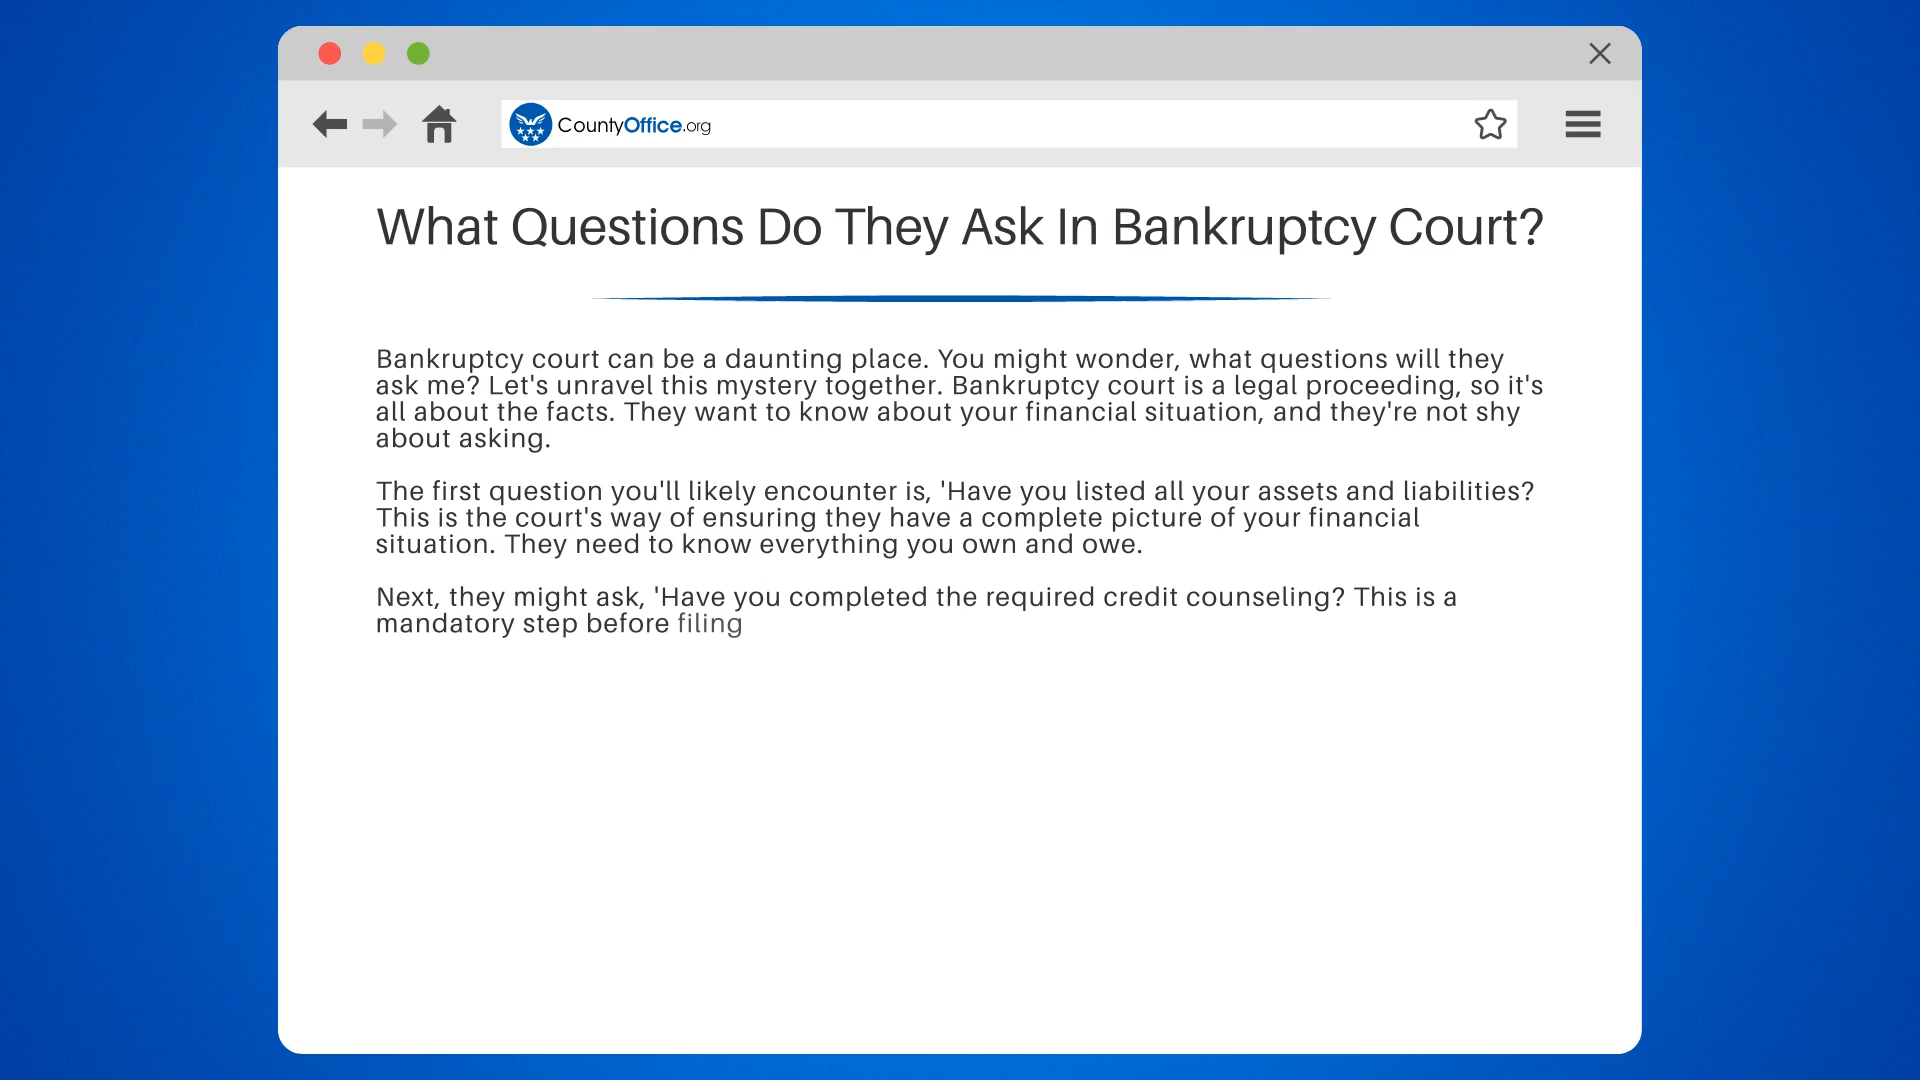 CountyOffice.org
What Questions Do They Ask In Bankruptcy Court?
Bankruptcy court can be a daunting place. You might wonder, what questions will they
ask me? Let's unravel this mystery together. Bankruptcy court is a legal proceeding, so it's
all about the facts. They want to know about your financial situation, and they're not shy
about asking.
The first question you'll likely encounter is, 'Have you listed all your assets and liabilities?
This is the court's way of ensuring they have a complete picture of your financial
situation. They need to know everything you own and owe.
Next, they might ask, 'Have you completed the required credit counseling? This is a
mandatory step before filing